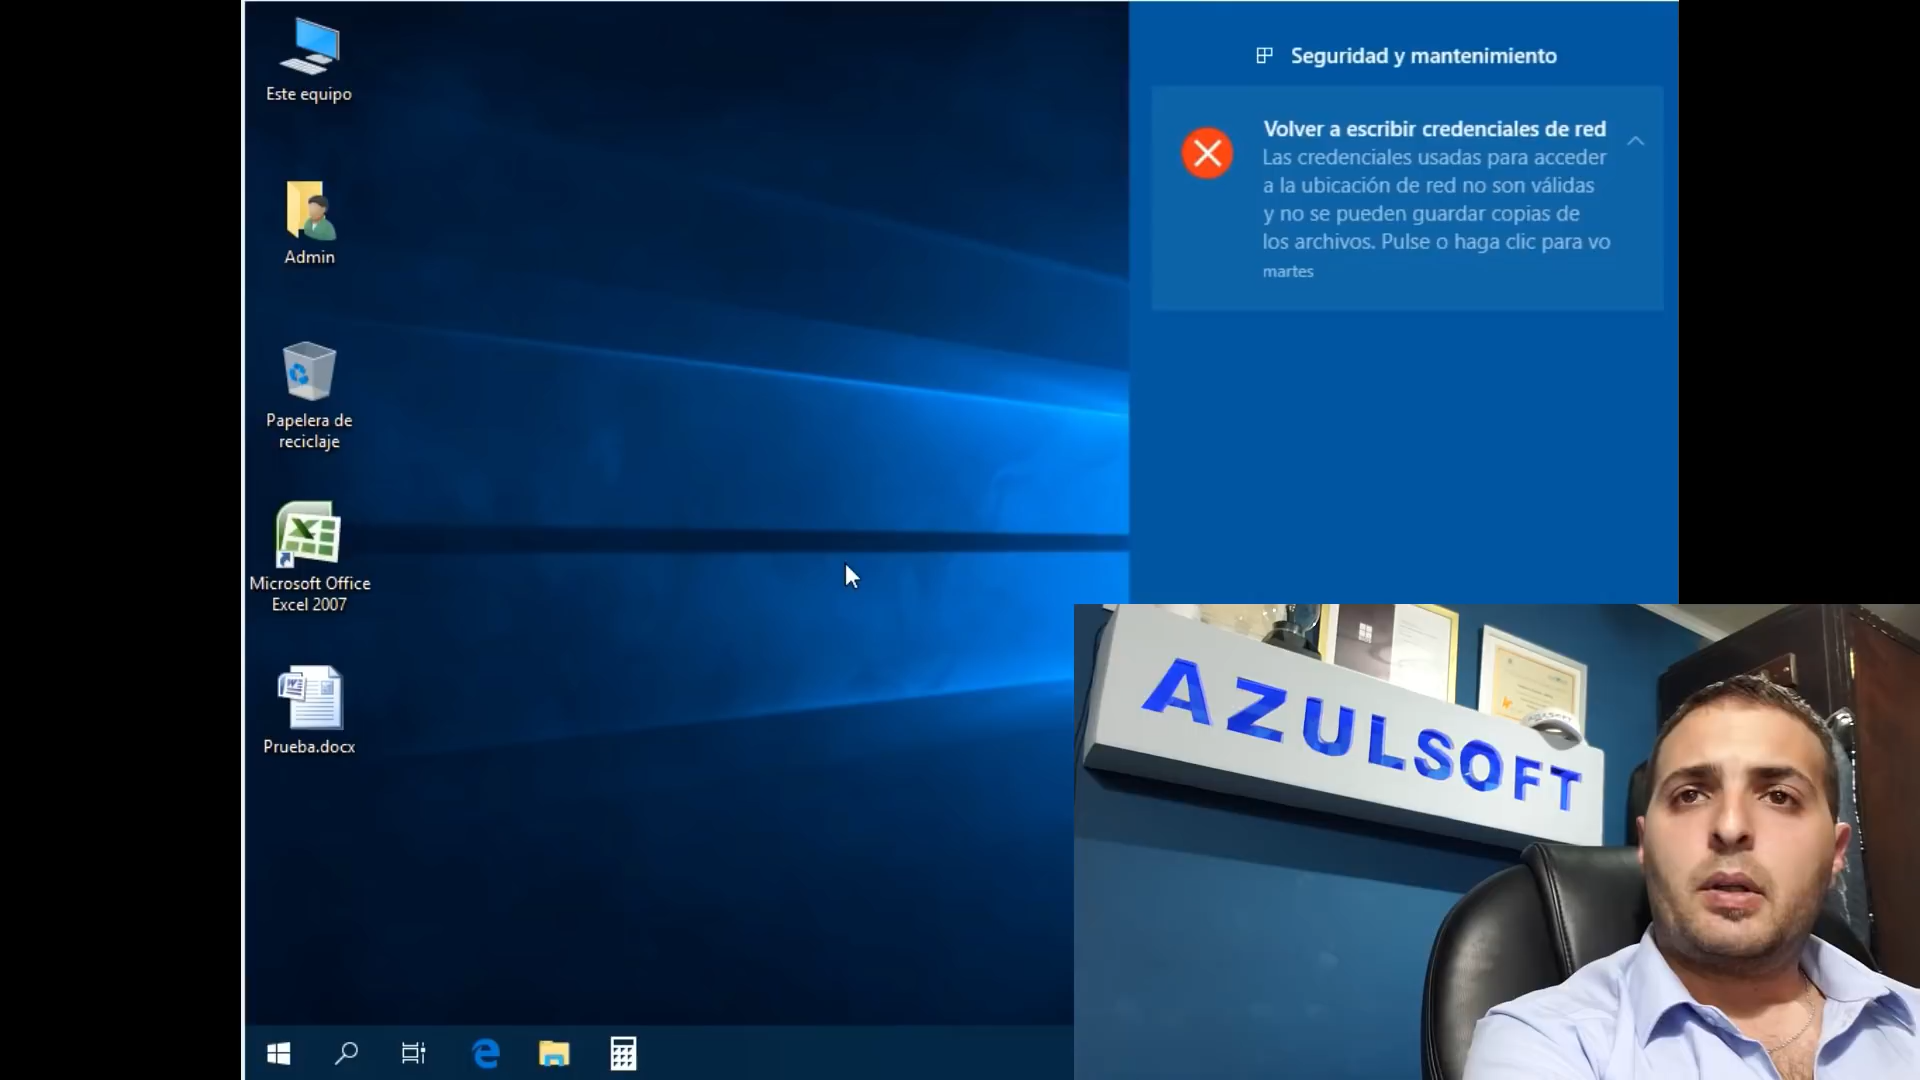 Este equipo
Admin
Papelera de
reciclaje
Microsoft Office
Excel 2007
Prueba.docx
Seguridad y mantenimiento
Volver a escribir credenciales de red
Las credenciales usadas para acceder
a la ubicación de red no son válidas
y no se pueden guardar copias de
los archivos. Pulse o haga clic para vo
martes
AZULSOFT